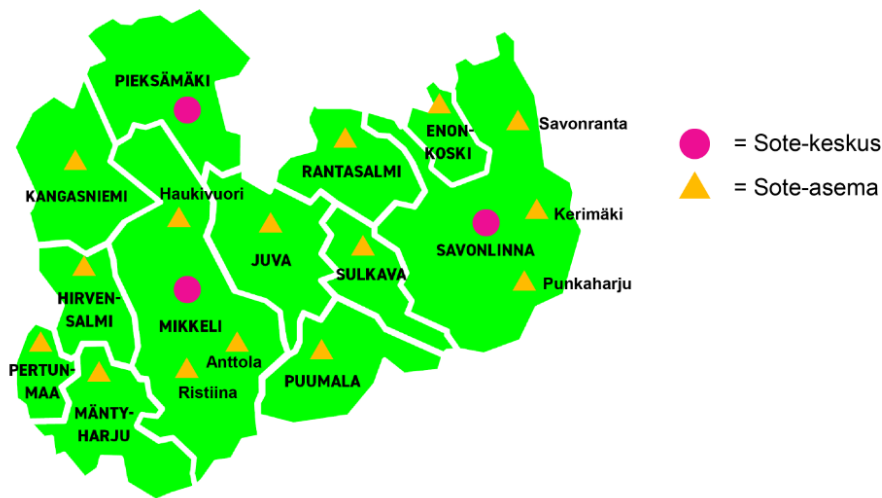 PIEKSÄMÄKI
KANGASNIEMI
Haukivuori
RANTASALMI
ENON-
KOSKI
Savonranta
Kerimäki
JUVA
SULKAVA
SAVONLINNA
Punkaharju
HIRVEN-
SALMI
MIKKELI
Anttola
Ristiina
PUUMALA
PERTUN-
MAA
MÄNTY-
HARJU
= Sote-keskus
= Sote-asema